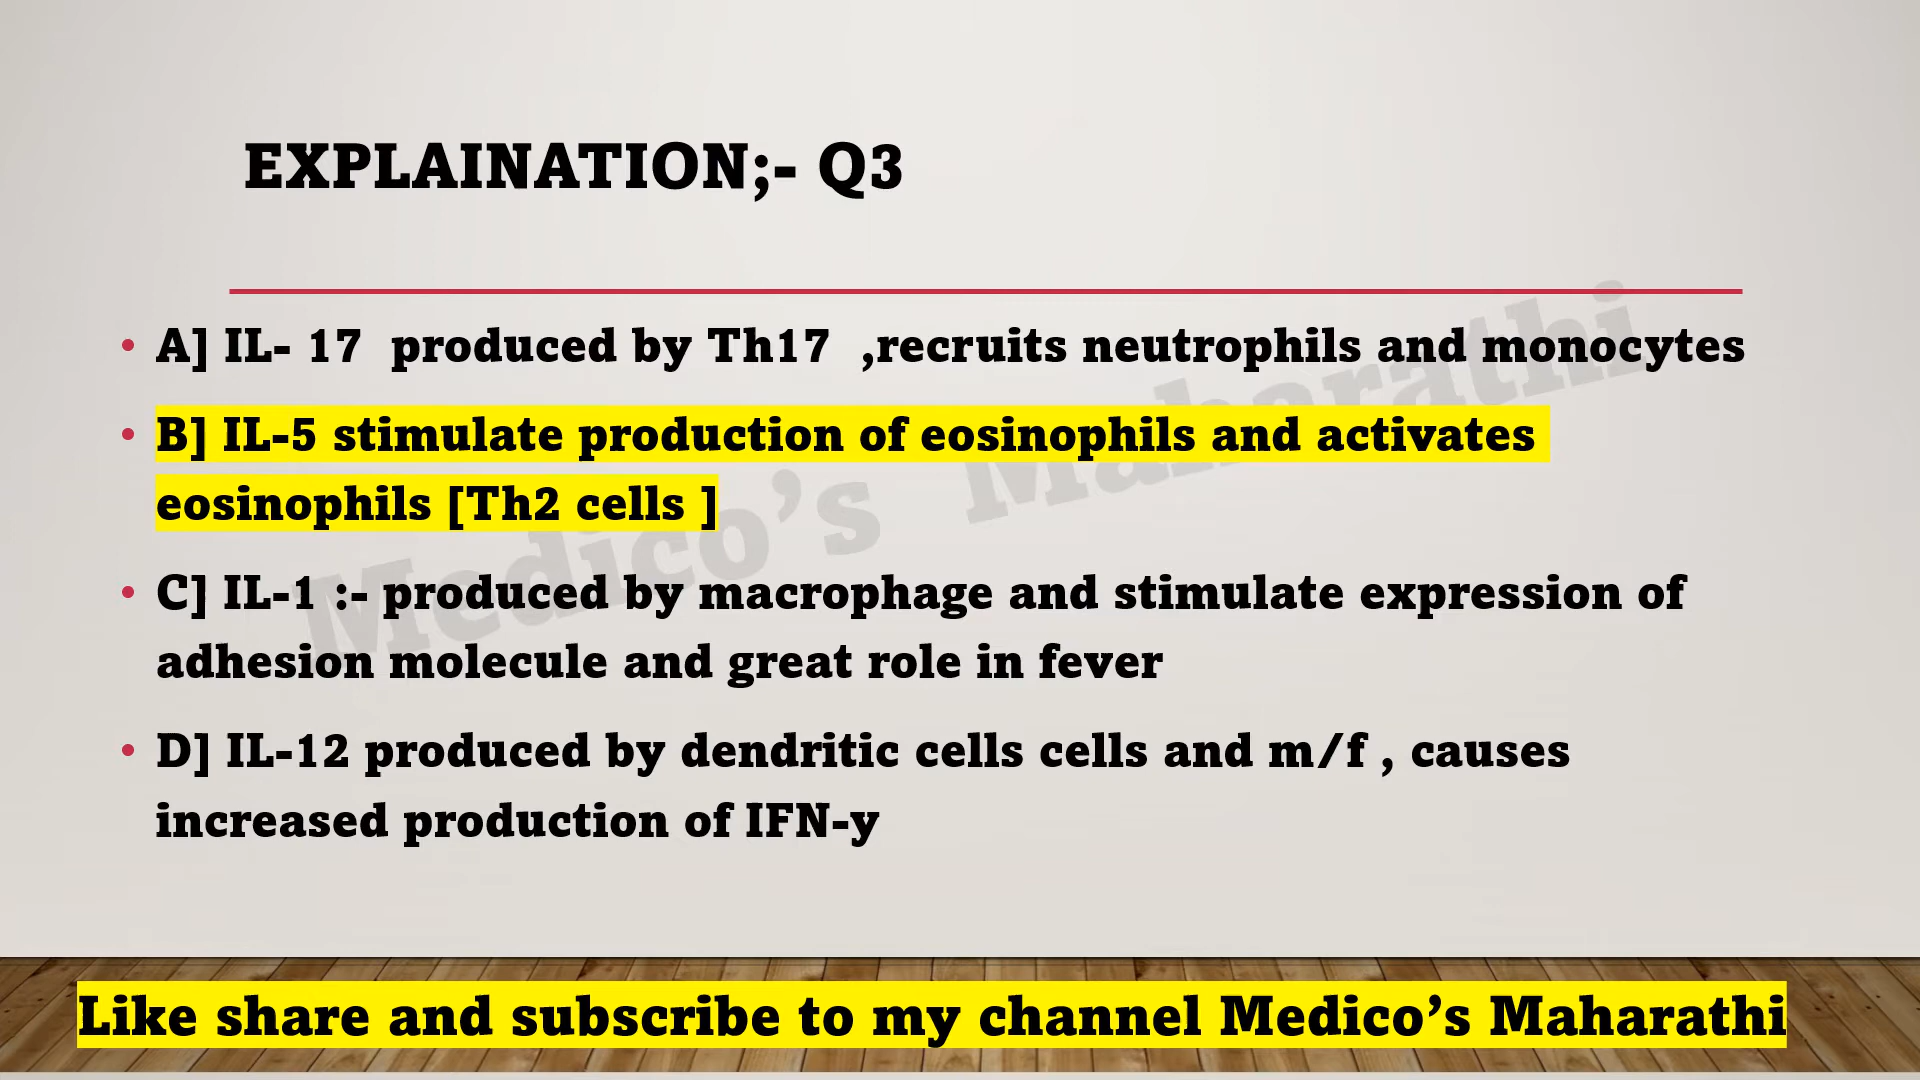 EXPLAINATION;- Q3
• A] IL- 17  produced by Th17  ,recruits neutrophils and monocytes
• B] IL-5 stimulate production of eosinophils and activates
eosinophils [Th2 cells ]
• C] IL-1 :- produced by macrophage and stimulate expression of
adhesion molecule and great role in fever
• D] IL-12 produced by dendritic cells cells and m/f , causes
increased production of IFN-y
Medico’s Maharathi
Like share and subscribe to my channel Medico’s Maharathi